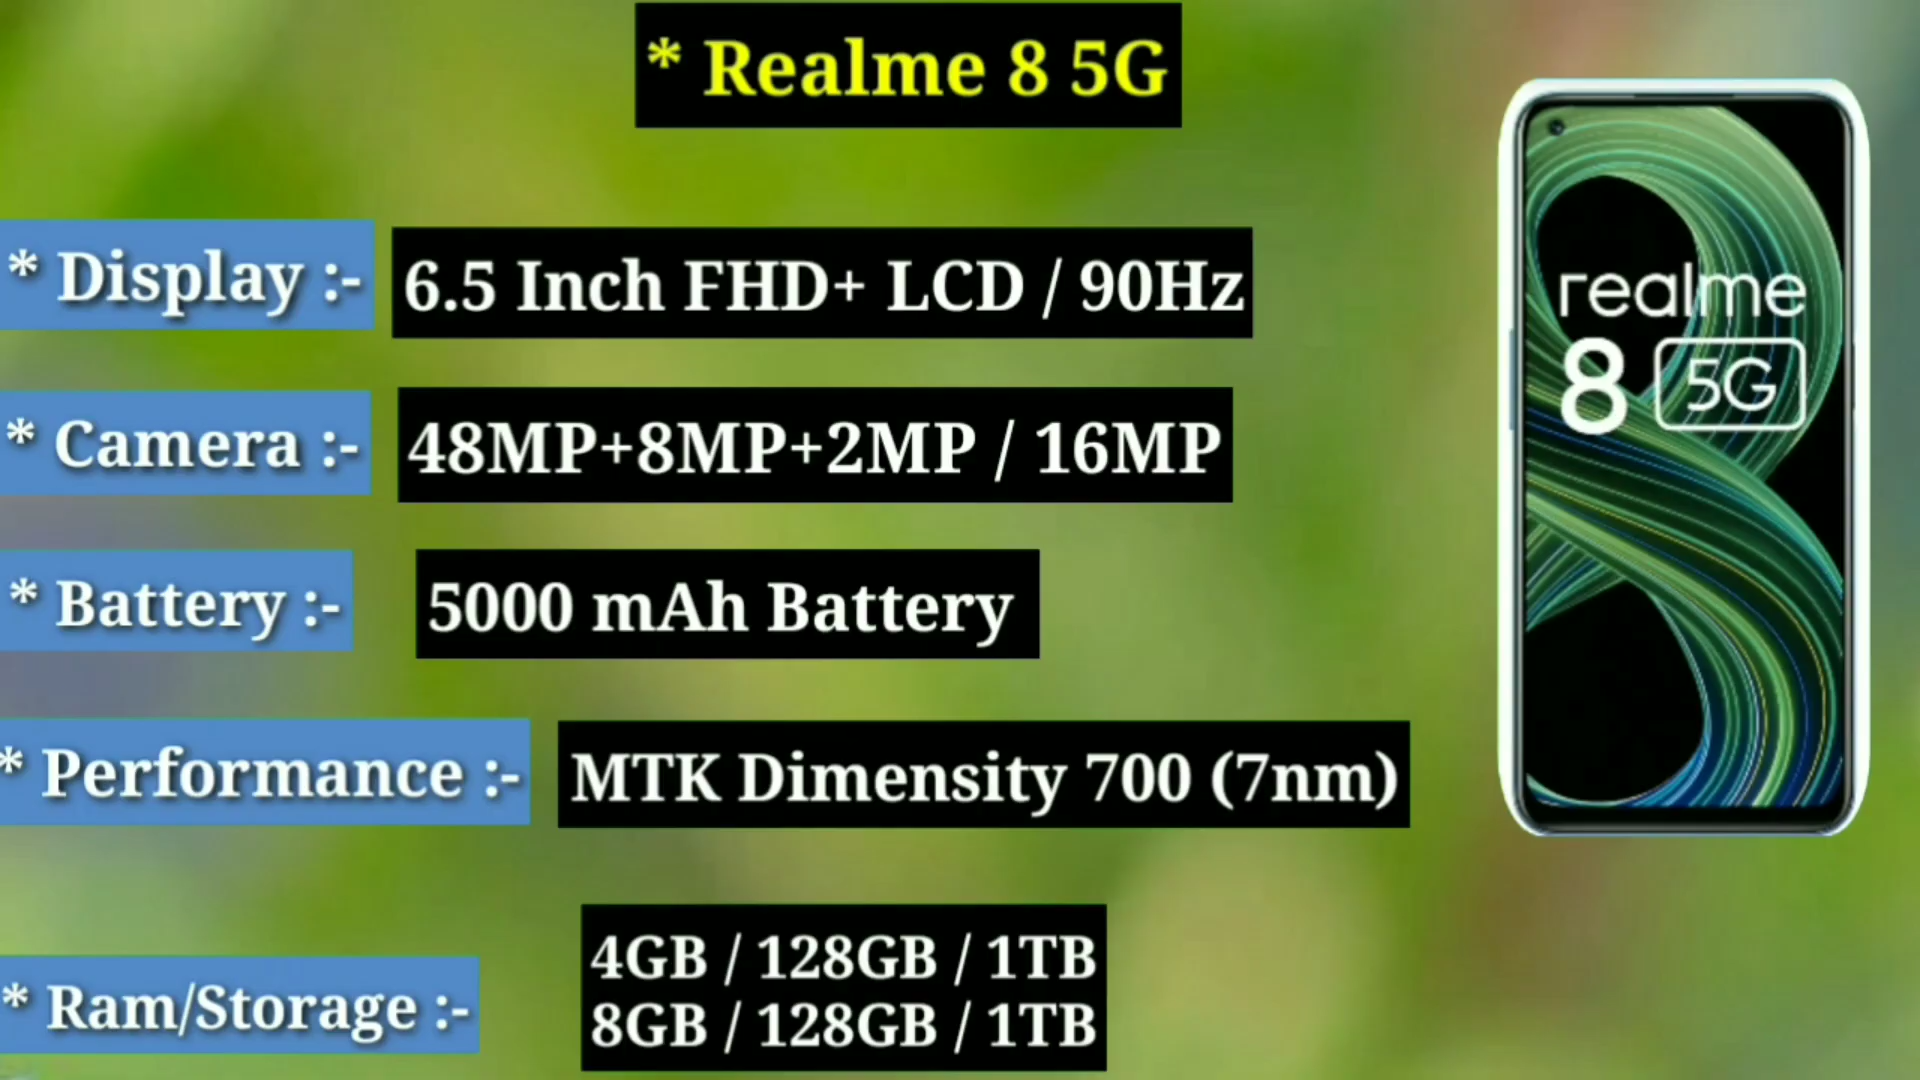 * Realme 8 5G
* Display :- 6.5 Inch FHD+ LCD / 90Hz
* Camera :- 48MP+8MP+2MP / 16MP
* Battery :- 5000 mAh Battery
* Performance :- MTK Dimensity 700 (7nm)
* Ram/Storage :- 4GB / 128GB / 1TB
8GB / 128GB / 1TB
realme
8 5G